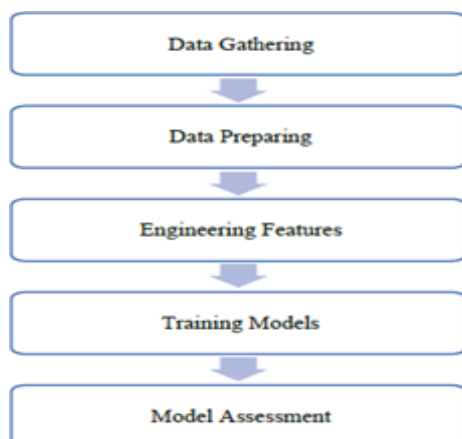 Data Gathering
Data Preparing
Engineering Features
Training Models
Model Assessment